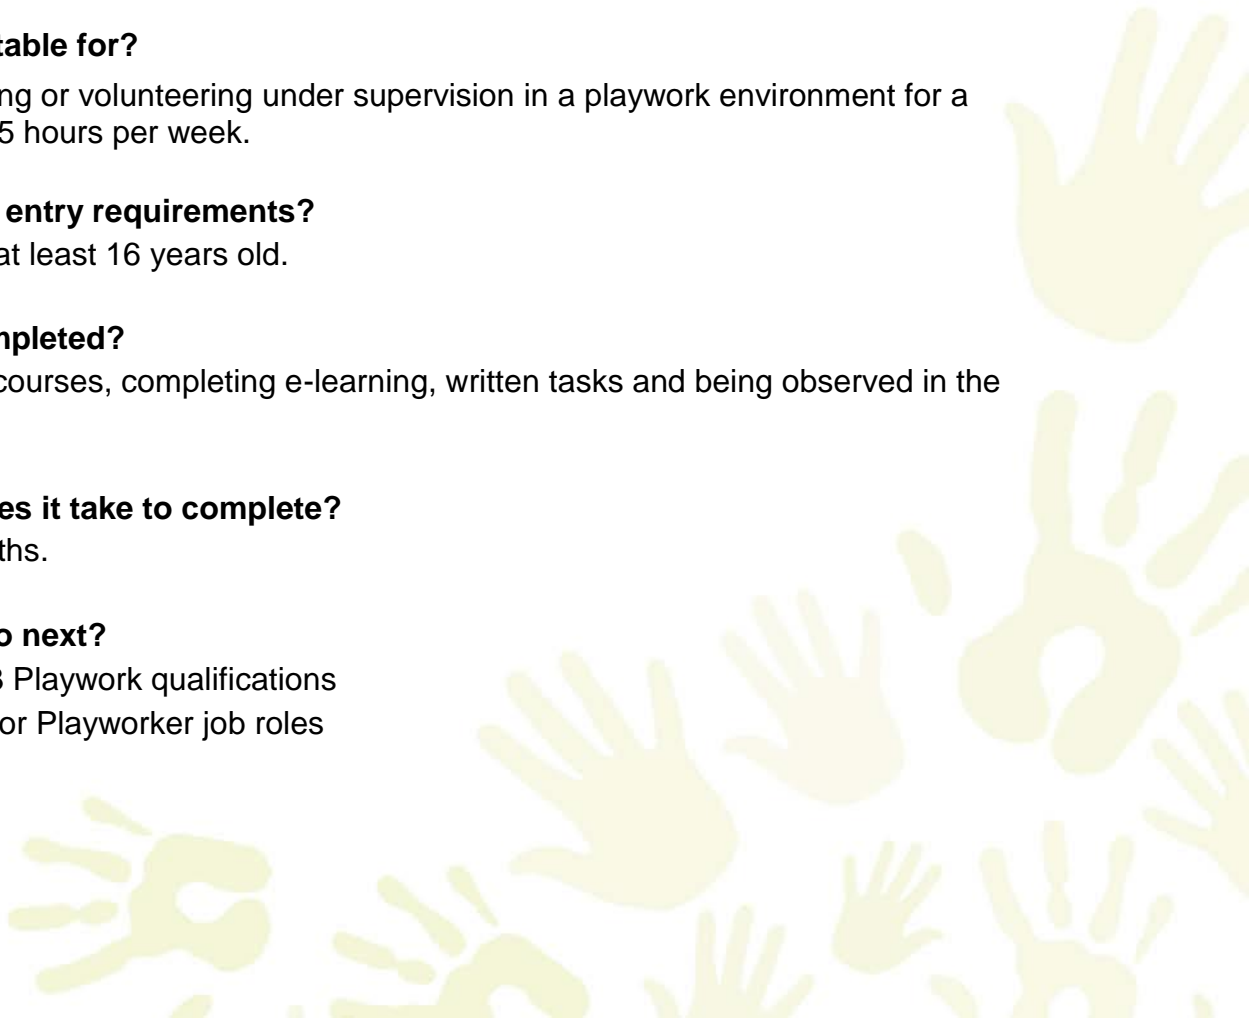 table for?
ng or volunteering under supervision in a playwork environment for a
5 hours per week.
entry requirements?
at least 16 years old.
mpleted?
courses, completing e-learning, written tasks and being observed in the
es it take to complete?
ths.
o next?
3 Playwork qualifications
or Playworker job roles